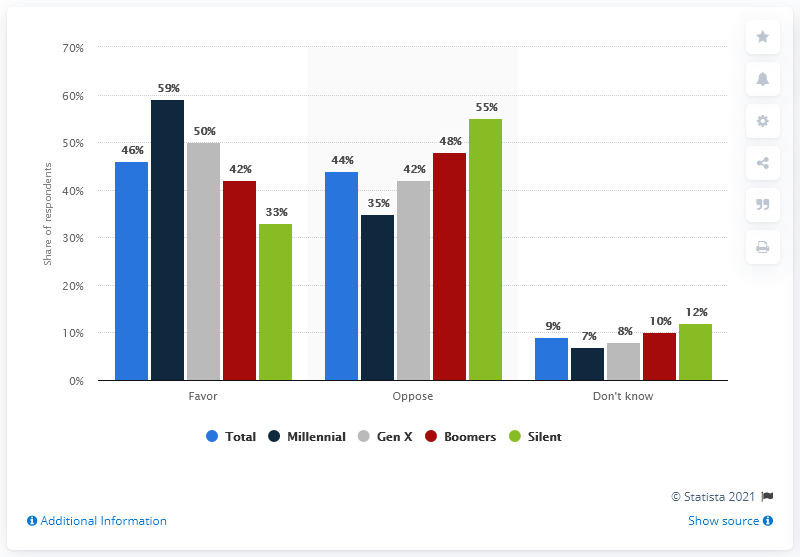 70%
60%
50%
40%
30%
20%
10%
0%
Share of respondents
46%
59%
50%
42%
33%
44%
35%
42%
48%
55%
9%
7%
8%
10%
12%
Favor
Oppose
Don't know
Total
Millennial
Gen X
Boomers
Silent
© Statista 2021
Additional Information
Show source